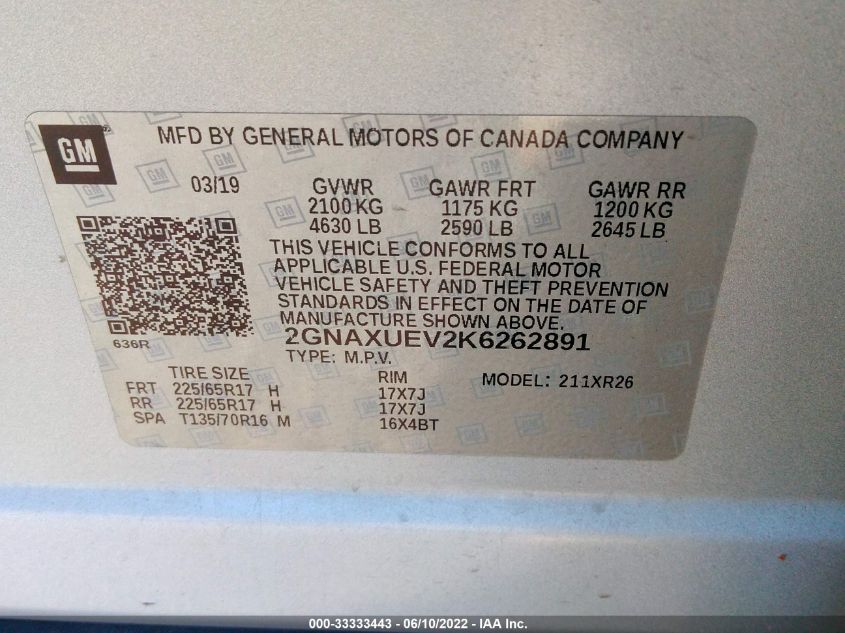 GM
MFD BY GENERAL MOTORS OF CANADA COMPANY
03/19 GVWR GAWR FRT GAWR RR
2100 KG 1175 KG 1200 KG
4630 LB 2590 LB 2645 LB
THIS VEHICLE CONFORMS TO ALL
APPLICABLE U.S. FEDERAL MOTOR
VEHICLE SAFETY AND THEFT PREVENTION
STANDARDS IN EFFECT ON THE DATE OF
MANUFACTURE SHOWN ABOVE.
636R
2GNAXUEV2K6262891
TYPE: M.P.V.
TIRE SIZE RIM MODEL: 211XR26
FRT 225/65R17 H 17X7J
RR 225/65R17 H 17X7J
SPA T135/70R16 M 16X4BT
000-33333443 - 06/10/2022 - IAA Inc.